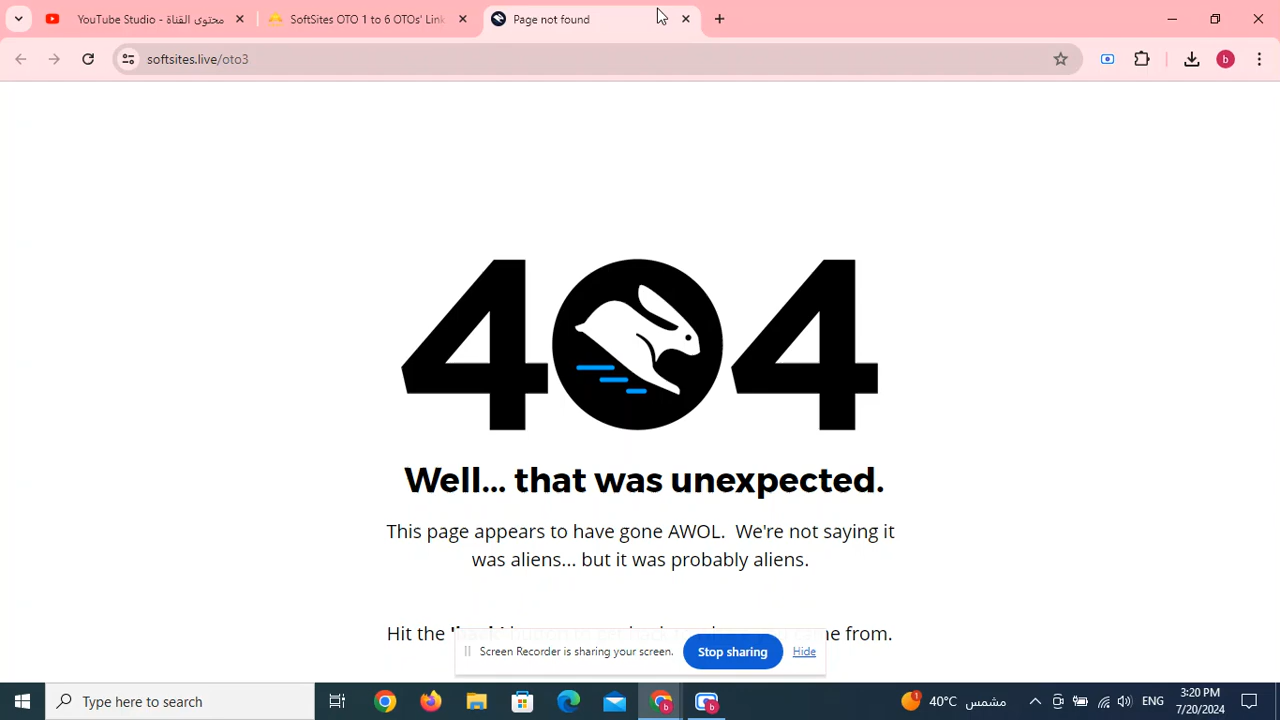 YouTube Studio - محتوى القناة
SoftSites OTO 1 to 6 OTOs' Link
Page not found
softsites.live/oto3
b
404
Well... that was unexpected.
This page appears to have gone AWOL. We're not saying it
was aliens... but it was probably aliens.
Hit the
came from.
Screen Recorder is sharing your screen.
Stop sharing
Hide
Type here to search
1
40°C مشمس
ENG
3:20 PM
7/20/2024